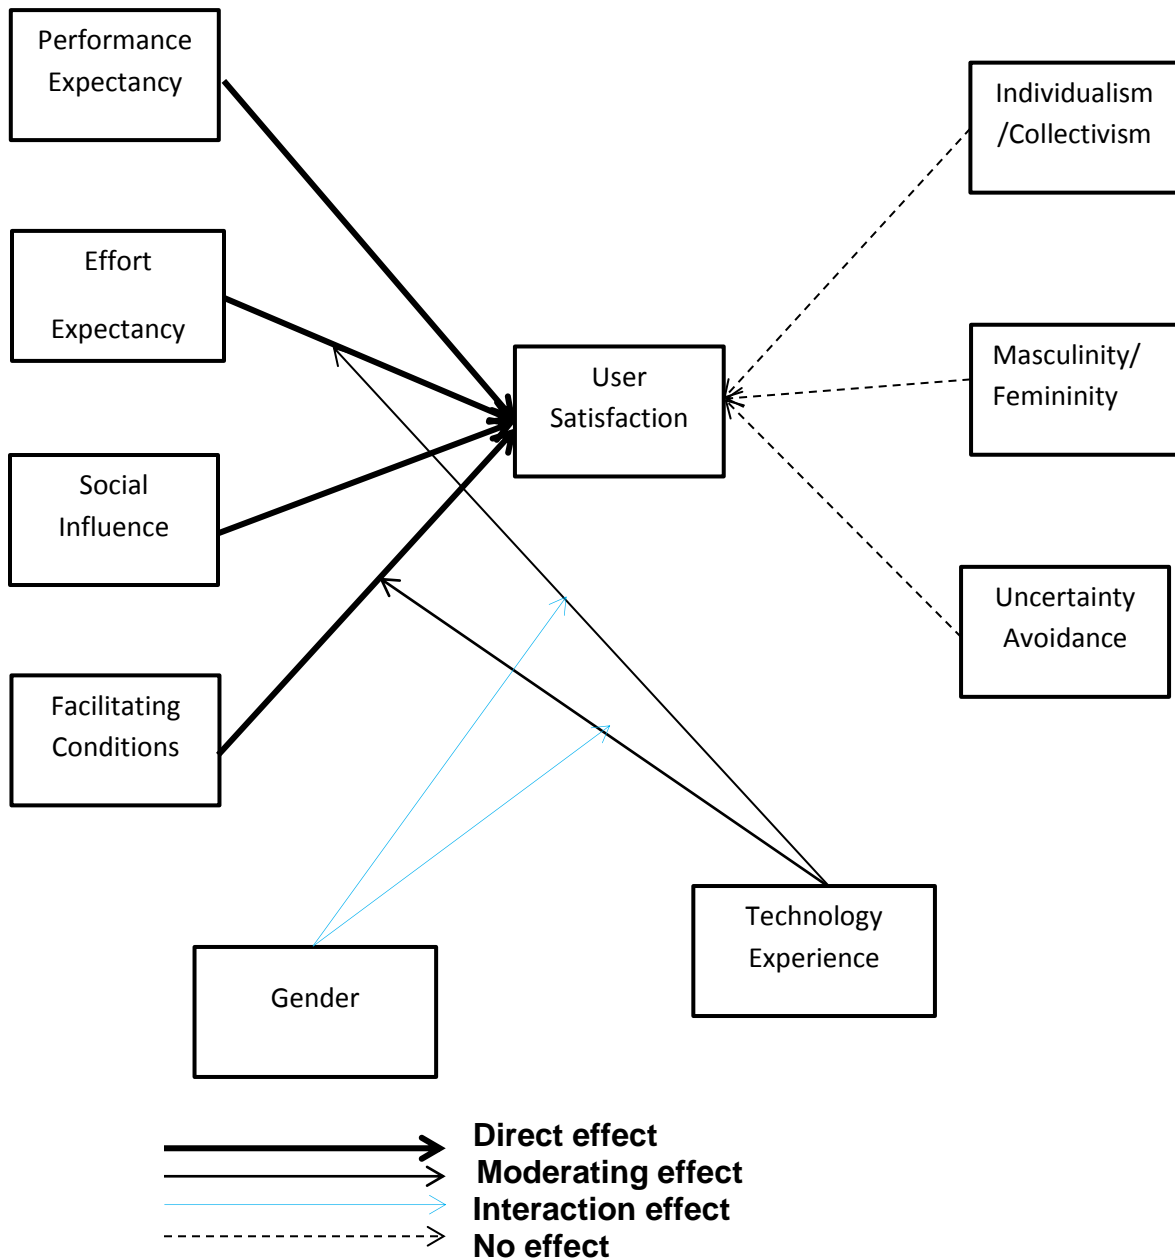 Performance
Expectancy
Individualism
/Collectivism
Effort
Expectancy
Masculinity/
Femininity
User
Satisfaction
Social
Influence
Uncertainty
Avoidance
Facilitating
Conditions
Technology
Experience
Gender
Direct effect
Moderating effect
Interaction effect
No effect